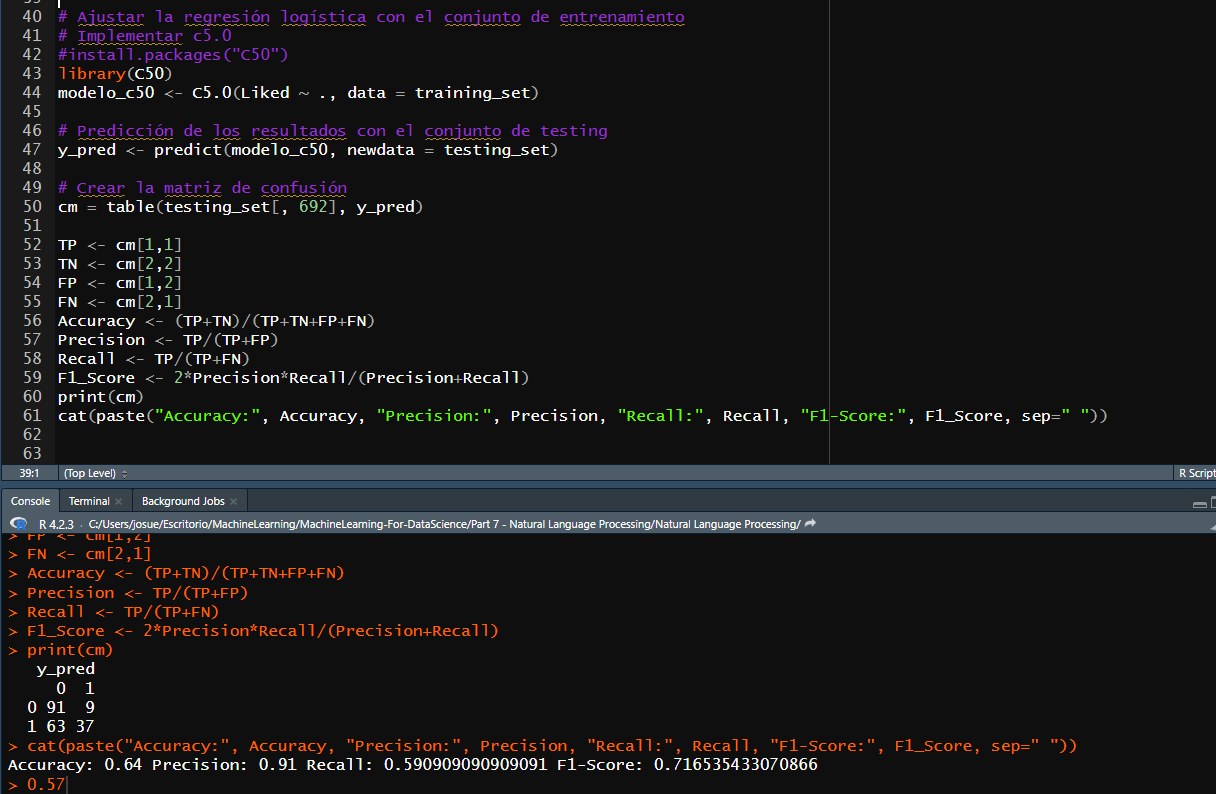 40 # Ajustar la regresión logística con el conjunto de entrenamiento
41 # Implementar c5.0
42 #install.packages("C50")
43 library(C50)
44 modelo_c50 <- C5.0(Liked ~ ., data = training_set)
45
46 # Predicción de los resultados con el conjunto de testing
47 y_pred <- predict(modelo_c50, newdata = testing_set)
48
49 # Crear la matriz de confusión
50 cm = table(testing_set[, 692], y_pred)
51
52 TP <- cm[1,1]
53 TN <- cm[2,2]
54 FP <- cm[1,2]
55 FN <- cm[2,1]
56 Accuracy <- (TP+TN)/(TP+TN+FP+FN)
57 Precision <- TP/(TP+FP)
58 Recall <- TP/(TP+FN)
59 F1_Score <- 2*Precision*Recall/(Precision+Recall)
60 print(cm)
61 cat(paste("Accuracy:", Accuracy, "Precision:", Precision, "Recall:", Recall, "F1-Score:", F1_Score, sep=" "))
62
63
39:1 (Top Level) R Script
Console Terminal Background Jobs
R 4.2.3 . C:/Users/josue/Escritorio/MachineLearning/MachineLearning-For-DataScience/Part 7 - Natural Language Processing/Natural Language Processing/
> FP <- cm[1,2]
> FN <- cm[2,1]
> Accuracy <- (TP+TN)/(TP+TN+FP+FN)
> Precision <- TP/(TP+FP)
> Recall <- TP/(TP+FN)
> F1_Score <- 2*Precision*Recall/(Precision+Recall)
> print(cm)
y_pred
0 1
0 91 9
1 63 37
> cat(paste("Accuracy:", Accuracy, "Precision:", Precision, "Recall:", Recall, "F1-Score:", F1_Score, sep=" "))
Accuracy: 0.64 Precision: 0.91 Recall: 0.590909090909091 F1-Score: 0.716535433070866
> 0.57